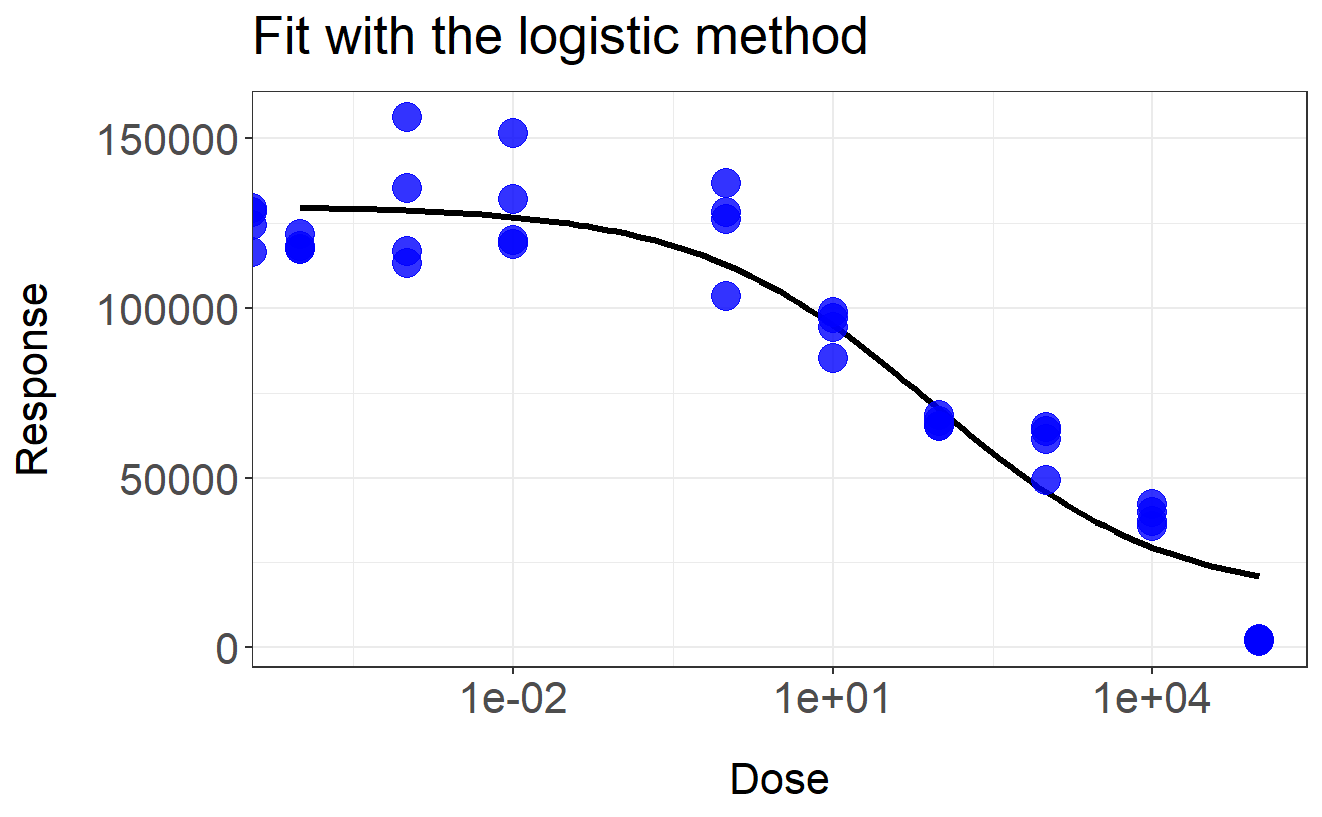 Fit with the logistic method
150000
100000
50000
0
Response
1e-02
1e+01
1e+04
Dose